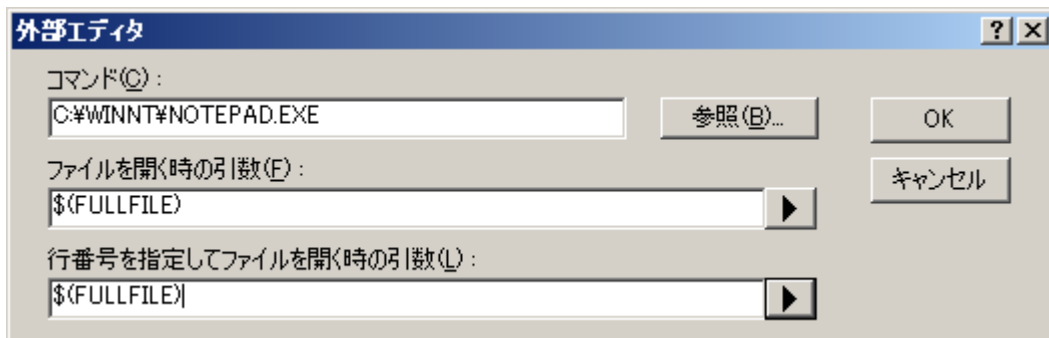 外部エディタ
コマンド(C):
C:¥WINNT¥NOTEPAD.EXE
参照(B)...
OK
ファイルを開く時の引数(F):
$(FULLFILE)
キャンセル
行番号を指定してファイルを開く時の引数(L):
$(FULLFILE)